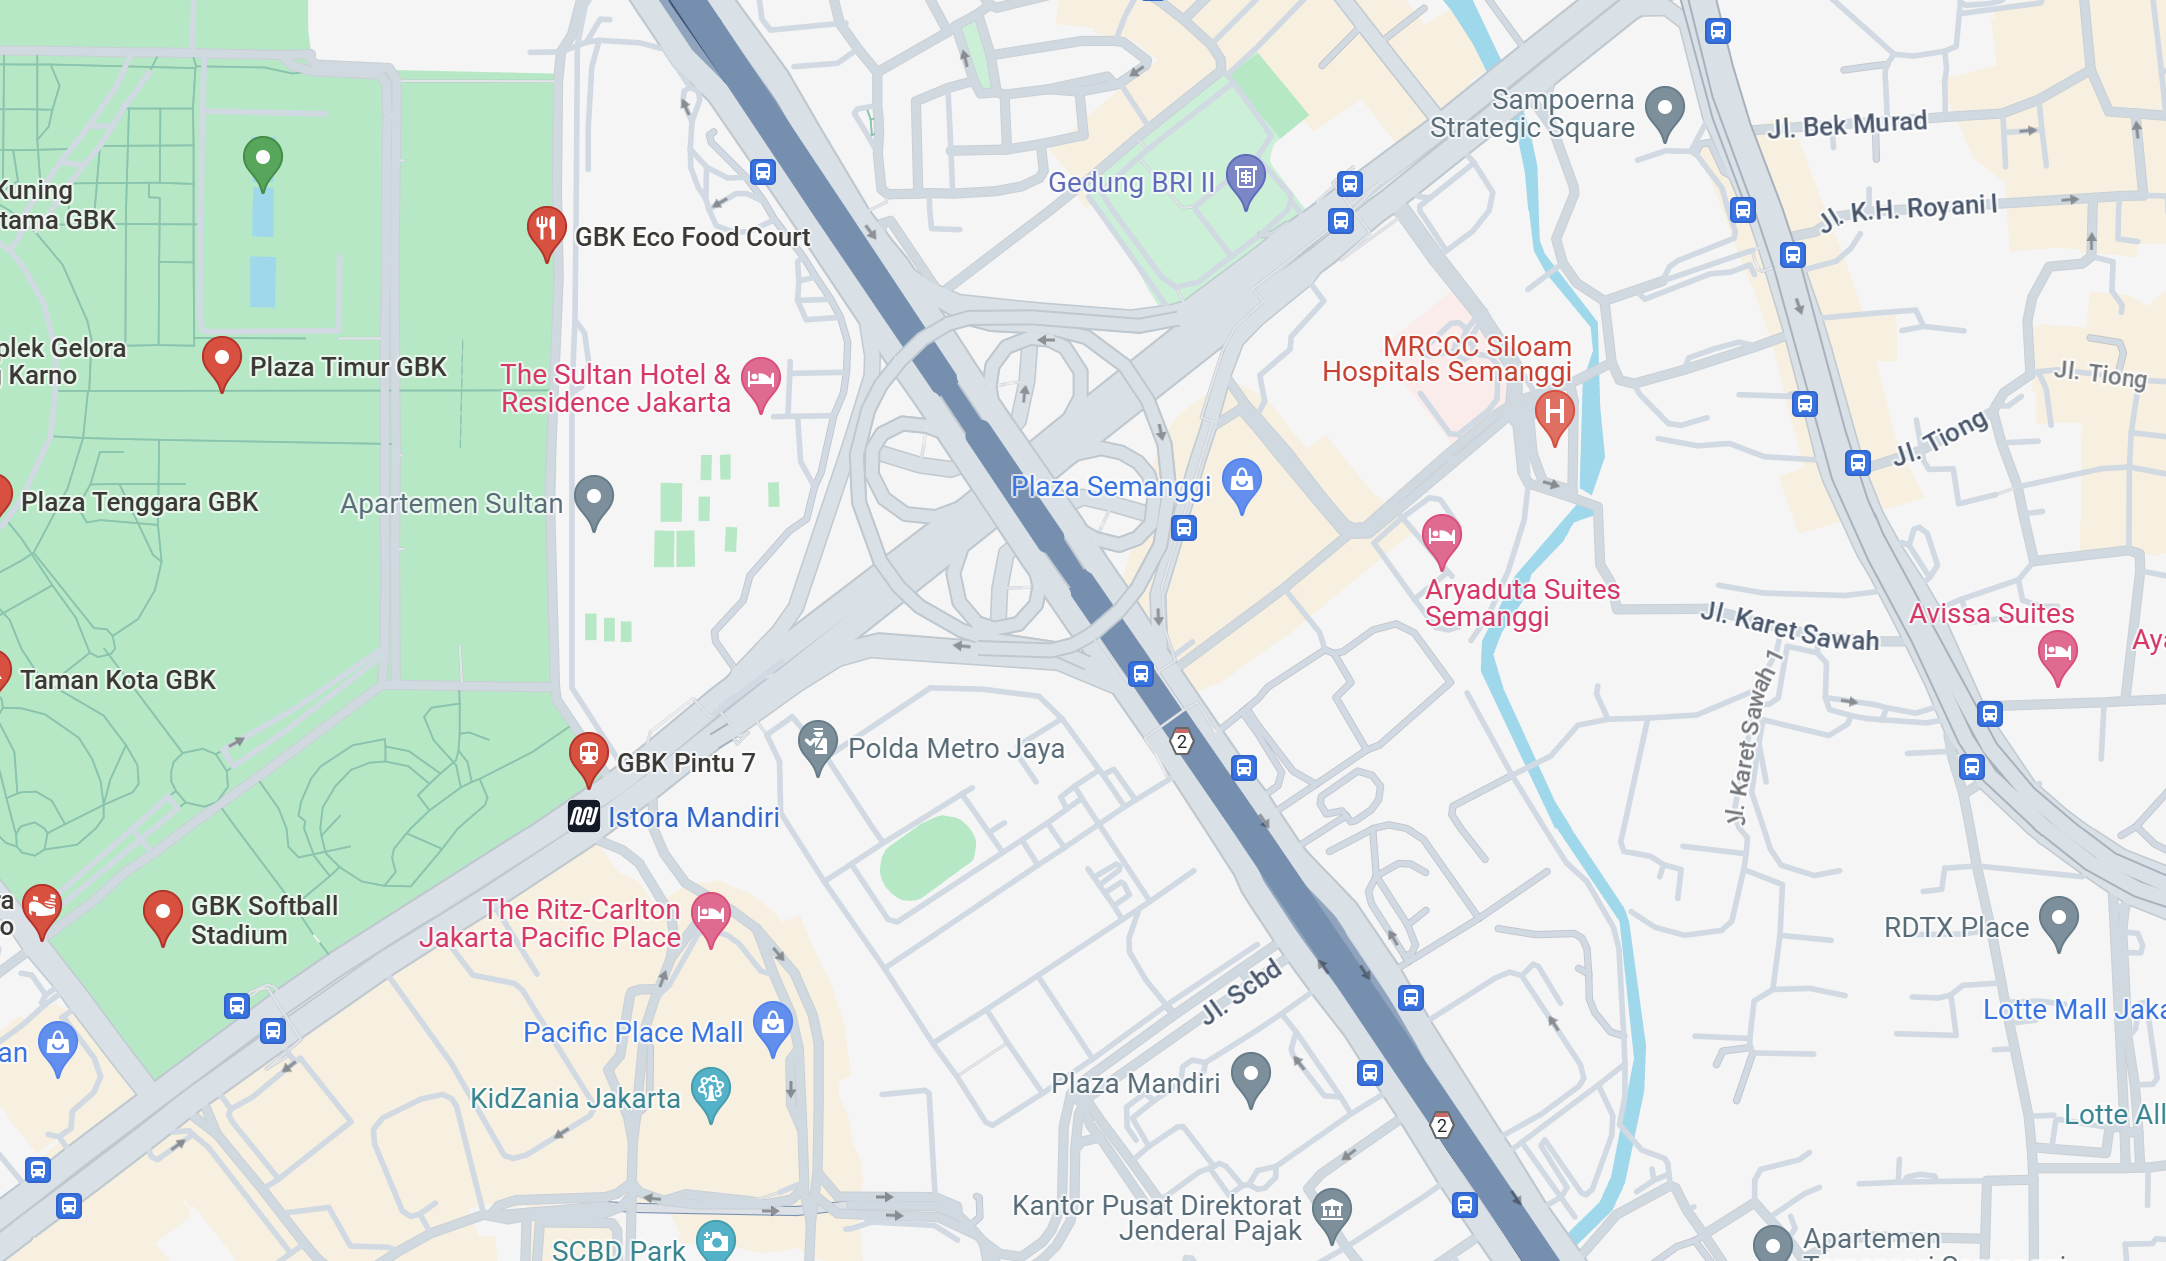 Sampoerna
Strategic Square
Jl. Bek Murad
Gedung BRI II
Kuning
tama GBK
Jl. K.H. Royani I
GBK Eco Food Court
plek Gelora
Karno
Plaza Timur GBK
The Sultan Hotel &
Residence Jakarta
MRCCC Siloam
Hospitals Semanggi
H
Jl. Tiong
Jl. Tiong
Plaza Semanggi
Apartemen Sultan
Plaza Tenggara GBK
Aryaduta Suites
Semanggi
Jl. Karet Sawah
Avissa Suites
Aya
Jl. Karet Sawah 1
Taman Kota GBK
GBK Pintu 7
Polda Metro Jaya
2
Istora Mandiri
GBK Softball
Stadium
ra
o
The Ritz-Carlton
Jakarta Pacific Place
RDTX Place
Jl. Scbd
Lotte Mall Jaka
Pacific Place Mall
an
KidZania Jakarta
Plaza Mandiri
2
Lotte All
Kantor Pusat Direktorat
Jenderal Pajak
SCBD Park
Apartemen